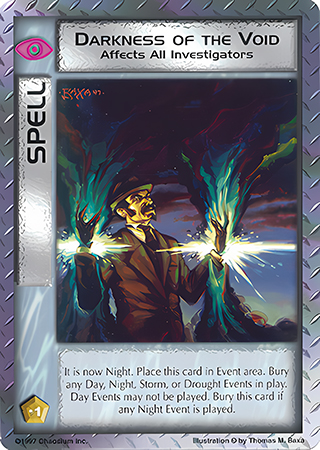 DARKNESS OF THE VOID
Affects All Investigators
SPELL
BAXA 97
It is now Night. Place this card in Event area. Bury
any Day, Night, Storm, or Drought Events in play.
Day Events may not be played. Bury this card if
any Night Event is played.
-1
©1997 Chaosium Inc.
Illustration © by Thomas M. Baxa